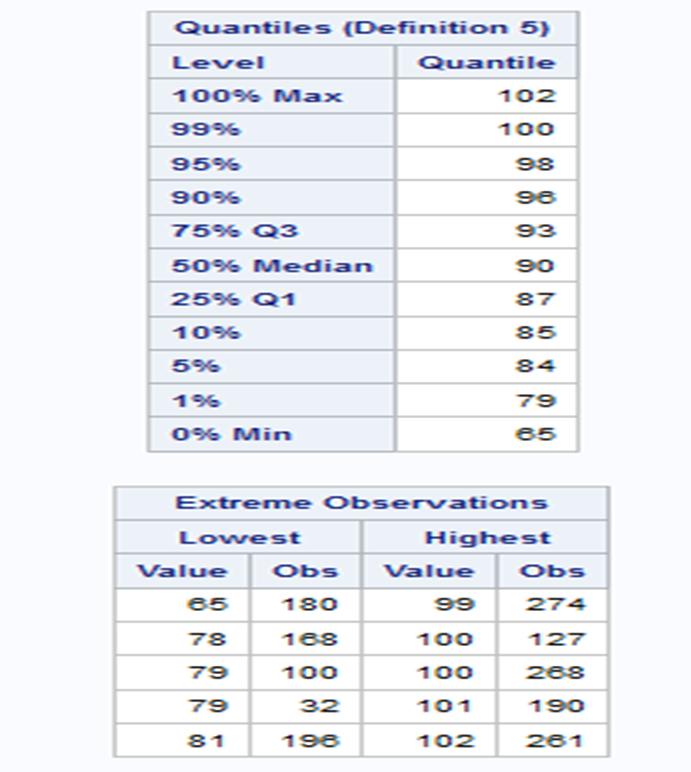 Quantiles (Definition 5)
Level Quantile
100% Max 102
99% 100
95% 98
90% 96
75% Q3 93
50% Median 90
25% Q1 87
10% 85
5% 84
1% 79
0% Min 65
Extreme Observations
Lowest Highest
Value Obs Value Obs
65 180 99 274
78 168 100 127
79 100 100 268
79 32 101 190
81 196 102 261